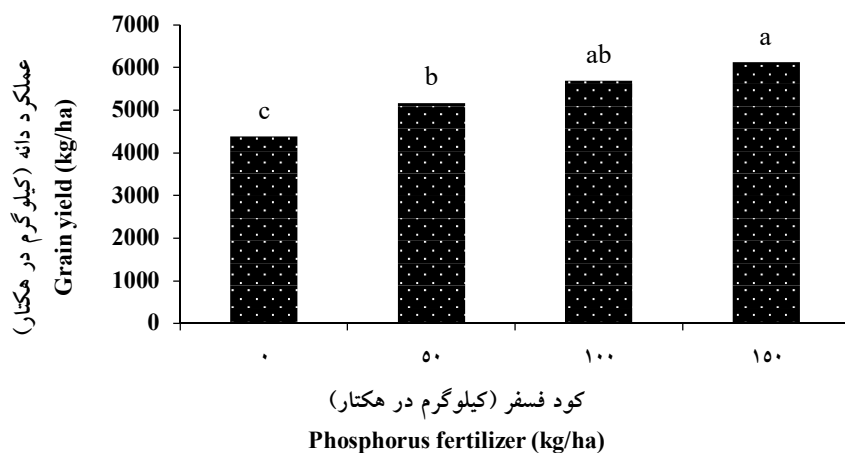 عملکرد دانه (کیلوگرم در هکتار)
Grain yield (kg/ha)
7000
6000
5000
4000
3000
2000
1000
0
c
b
ab
a
۰
۵۰
۱۰۰
۱۵۰
کود فسفر (کیلوگرم در هکتار)
Phosphorus fertilizer (kg/ha)